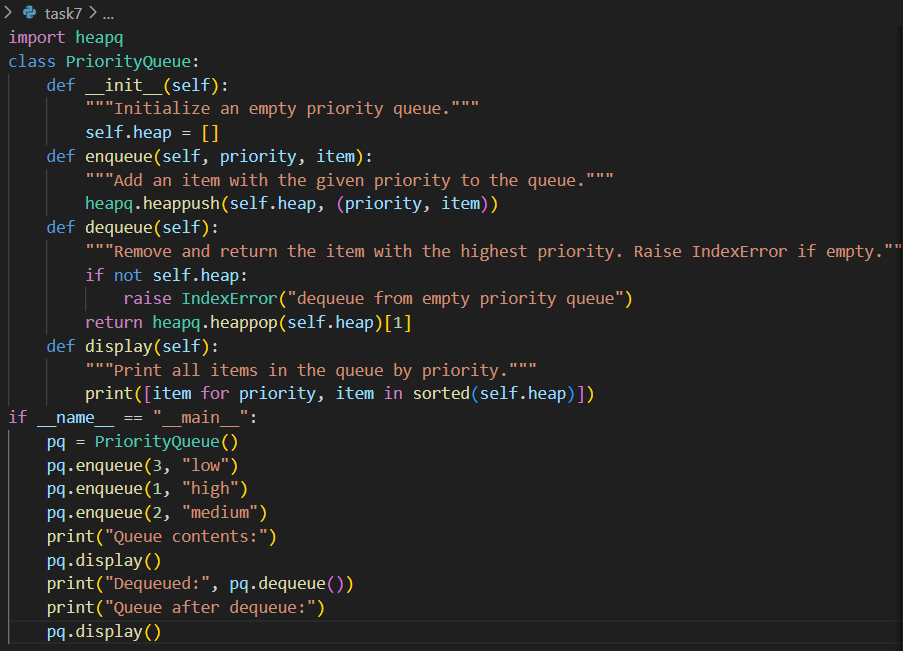 task7 > ...
import heapq
class PriorityQueue:
    def __init__(self):
        """Initialize an empty priority queue."""
        self.heap = []
    def enqueue(self, priority, item):
        """Add an item with the given priority to the queue."""
        heapq.heappush(self.heap, (priority, item))
    def dequeue(self):
        """Remove and return the item with the highest priority. Raise IndexError if empty.""
        if not self.heap:
            raise IndexError("dequeue from empty priority queue")
        return heapq.heappop(self.heap)[1]
    def display(self):
        """Print all items in the queue by priority."""
        print([item for priority, item in sorted(self.heap)])
if __name__ == "__main__":
    pq = PriorityQueue()
    pq.enqueue(3, "low")
    pq.enqueue(1, "high")
    pq.enqueue(2, "medium")
    print("Queue contents:")
    pq.display()
    print("Dequeued:", pq.dequeue())
    print("Queue after dequeue:")
    pq.display()